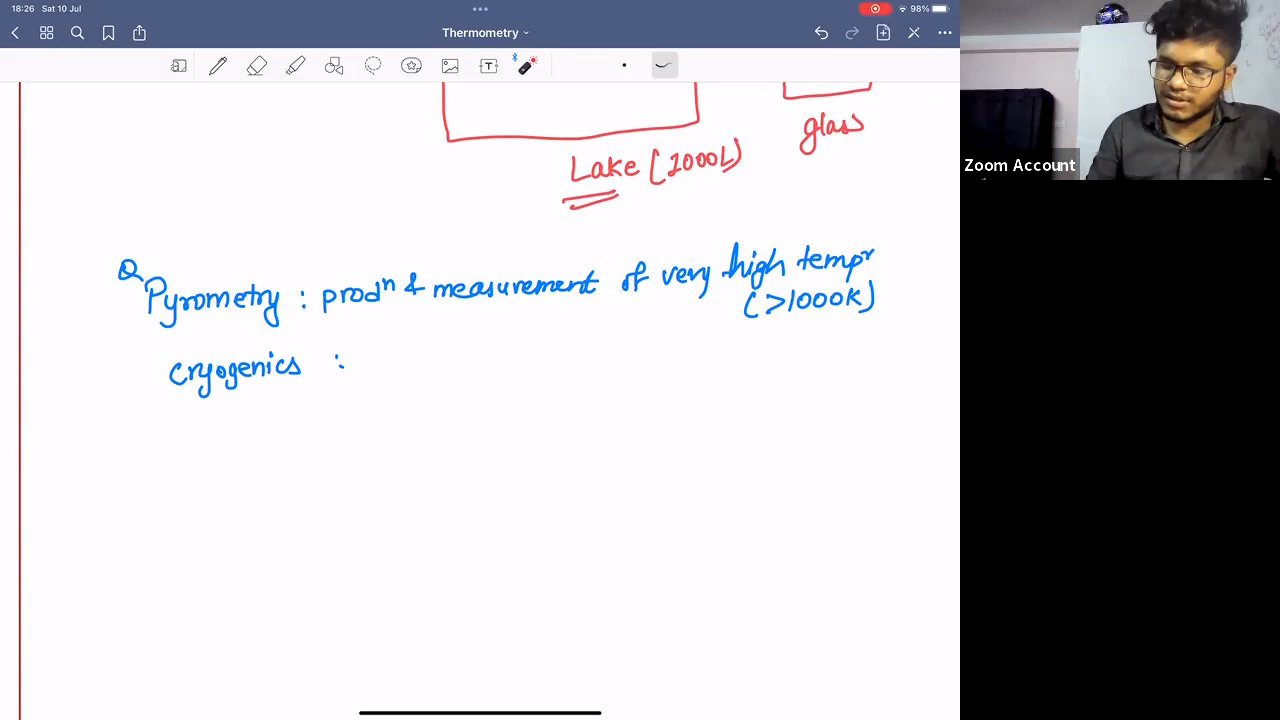 18:26 Sat 10 Jul
98%
Thermometry
T
glass
Lake (1000L)
Zoom Account
Q
Pyrometry : prodⁿ & measurement of very high tempʳ
(>1000K)
Cryogenics :